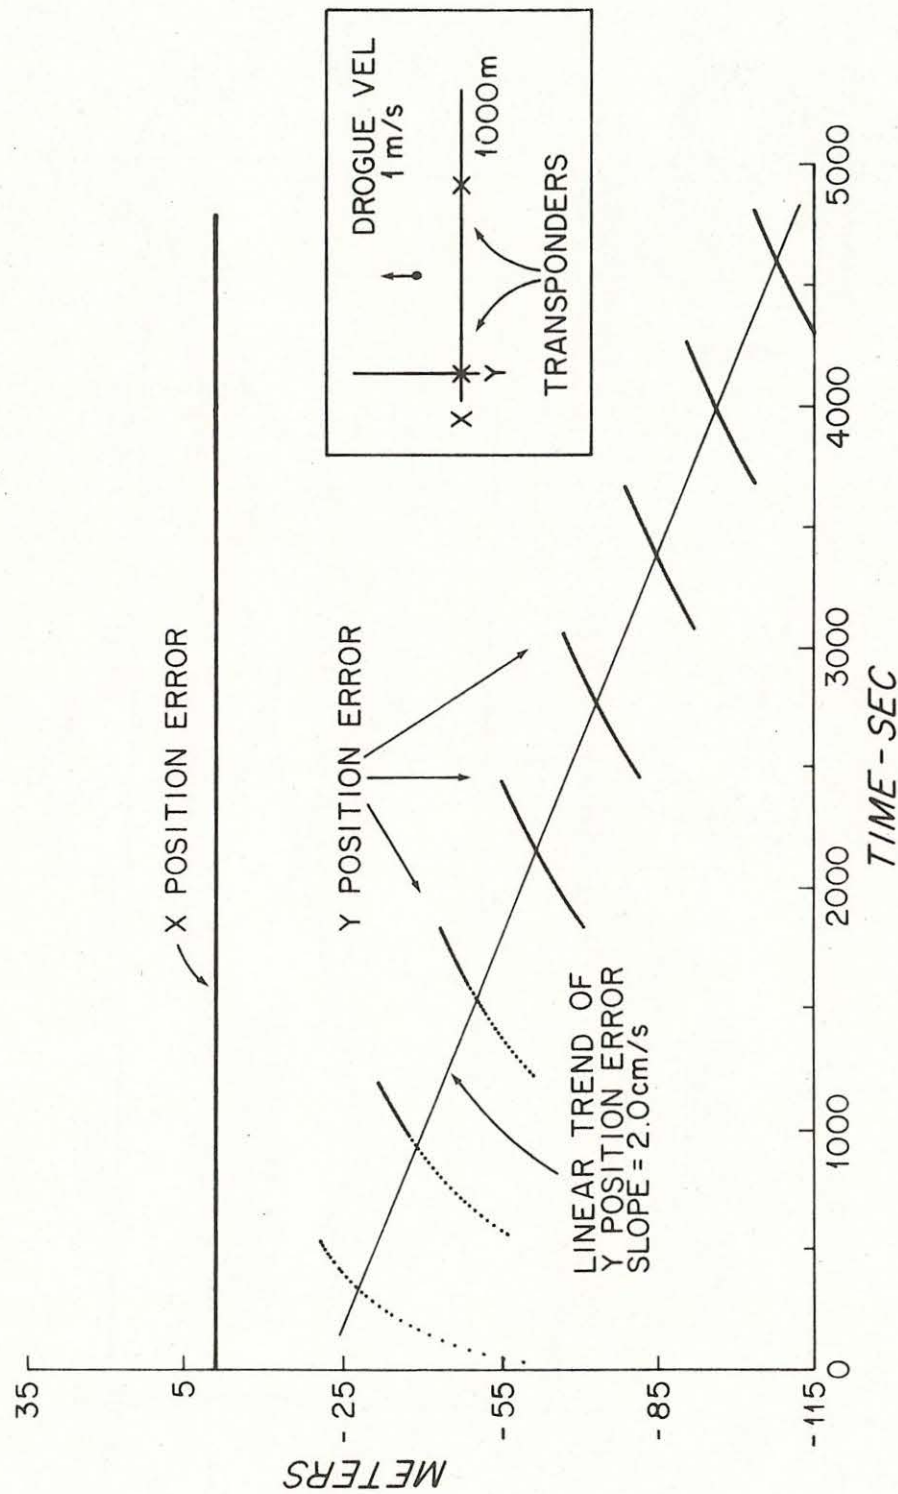 35
5
-25
-55
-85
-115
METERS
X POSITION ERROR
Y POSITION ERROR
LINEAR TREND OF
Y POSITION ERROR
SLOPE = 2.0cm/s
DROGUE VEL
1 m/s
X
Y
1000m
TRANSPONDERS
0
1000
2000
3000
4000
5000
TIME-SEC